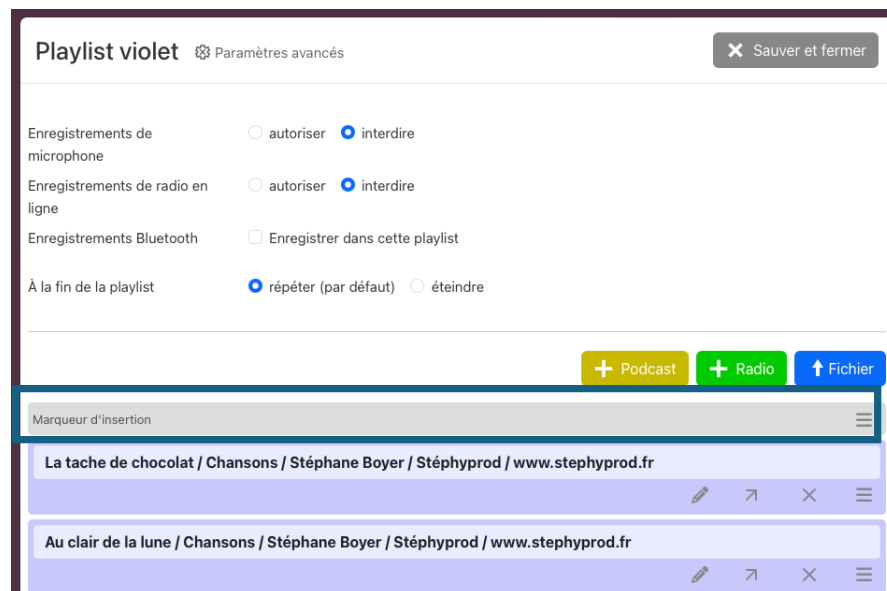 Playlist violet Paramètres avancés Sauver et fermer
Enregistrements de
microphone
autoriser interdire
Enregistrements de radio en
ligne
autoriser interdire
Enregistrements Bluetooth Enregistrer dans cette playlist
À la fin de la playlist répéter (par défaut) éteindre
Podcast Radio Fichier
Marqueur d'insertion
La tache de chocolat / Chansons / Stéphane Boyer / Stéphyprod / www.stephyprod.fr
Au clair de la lune / Chansons / Stéphane Boyer / Stéphyprod / www.stephyprod.fr